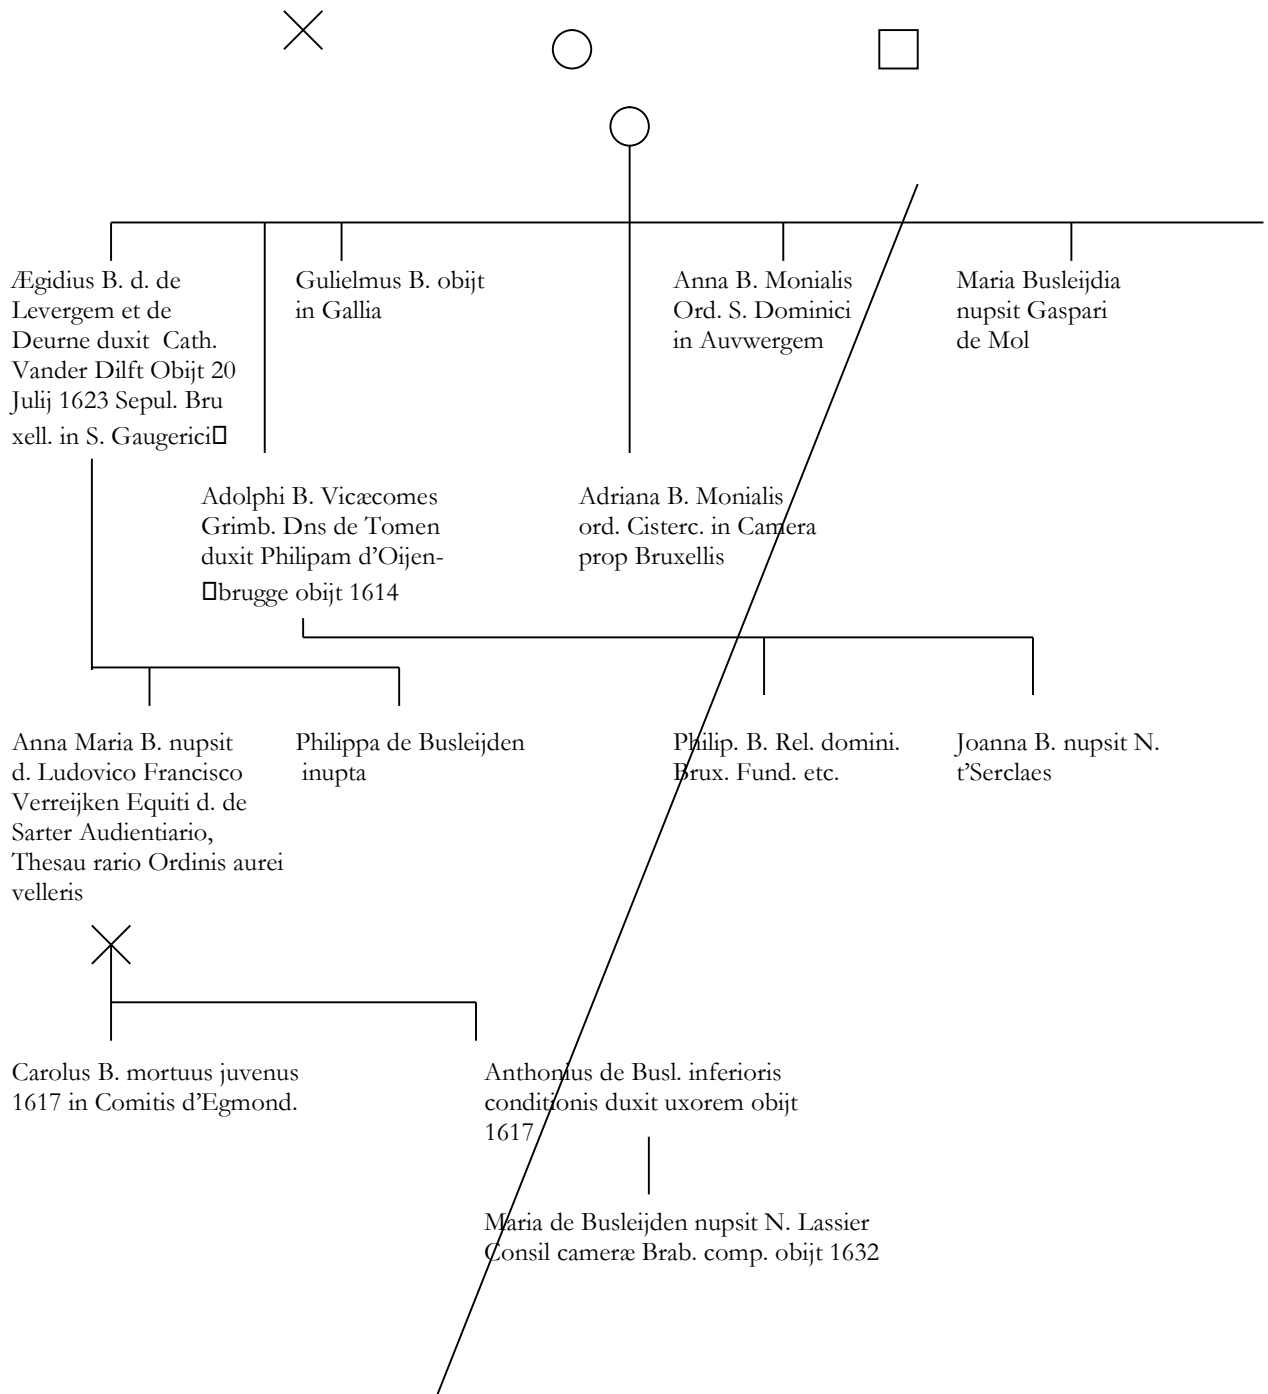 Ægidius B. d. de
Levergem et de
Deurne duxit Cath.
Vander Dilft Obijt 20
Julij 1623 Sepul. Bru
xell. in S. Gaugerici
Gulielmus B. obijt
in Gallia
Anna B. Monialis
Ord. S. Dominici
in Auvwergem
Maria Busleijdia
nupsit Gaspari
de Mol
Adolphi B. Vicæcomes
Grimb. Dns de Tomen
duxit Philipam d’Oijen-
brugge obijt 1614
Adriana B. Monialis
ord. Cisterc. in Camera
prop Bruxellis
Anna Maria B. nupsit
d. Ludovico Francisco
Verreijken Equiti d. de
Sarter Audientiario,
Thesau rario Ordinis aurei
velleris
Philippa de Busleijden
inupta
Philip. B. Rel. domini.
Brux. Fund. etc.
Joanna B. nupsit N.
t’Serclaes
Carolus B. mortuus juvenus
1617 in Comitis d’Egmond.
Anthonius de Busl. inferioris
conditionis duxit uxorem obijt
1617
Maria de Busleijden nupsit N. Lassier
Consil cameræ Brab. comp. obijt 1632